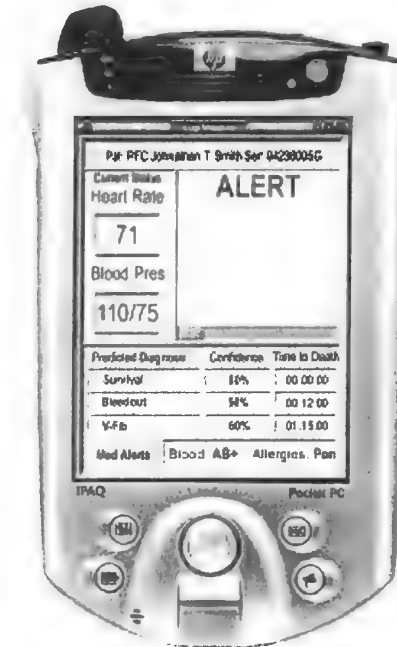 hp
Pat: PFC Johnathan T Smith Ser 04290005G
Current Status
Heart Rate
71
Blood Pres
110/75
ALERT
Predicted Diagnosis Confidence Time to Death
Survival 00:00:00
Bleedout 00:12:00
V-Fib 60% 01:15:00
Med Alerts Blood AB+ Allergies: Pen
IPAQ Pocket PC